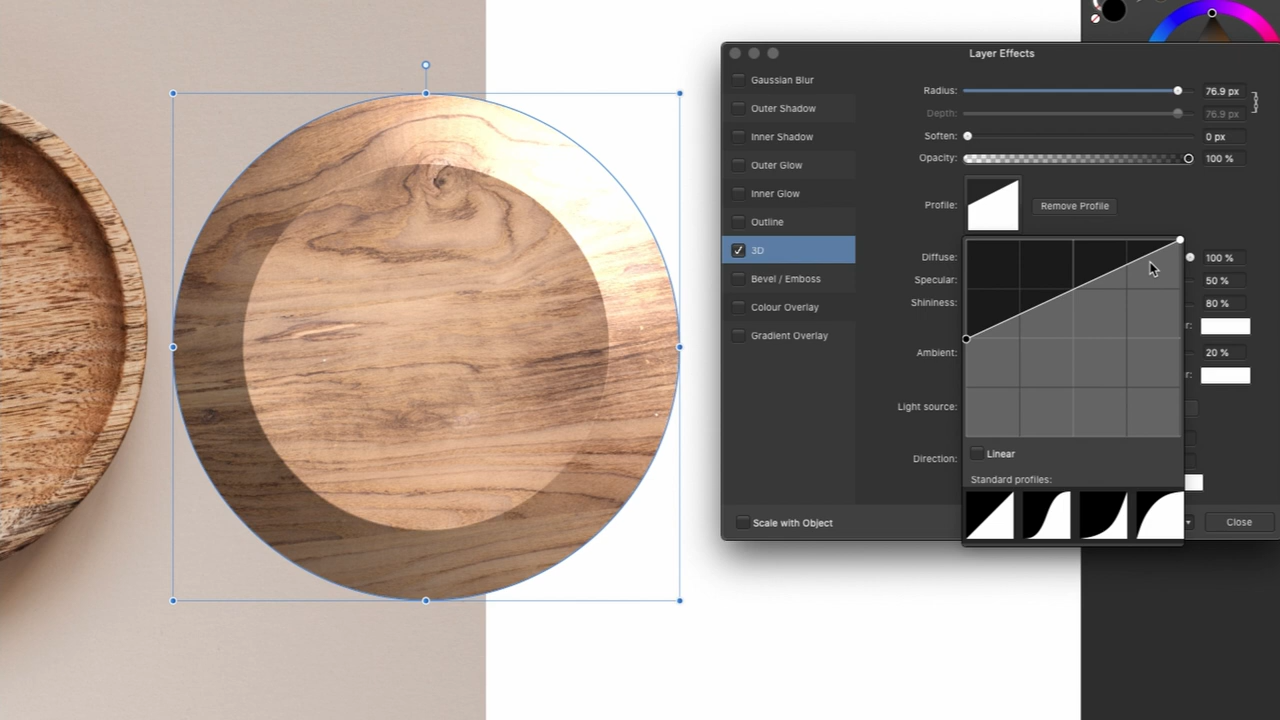 Layer Effects
Gaussian Blur
Outer Shadow
Inner Shadow
Outer Glow
Inner Glow
Outline
3D
Bevel / Emboss
Colour Overlay
Gradient Overlay
Scale with Object
Radius: 76.9 px
Depth: 76.9 px
Soften: 0 px
Opacity: 100 %
Profile: Remove Profile
Diffuse: 100 %
Specular: 50 %
Shininess: 80 %
r:
Ambient: 20 %
r:
Light source:
Direction:
Linear
Standard profiles:
Close